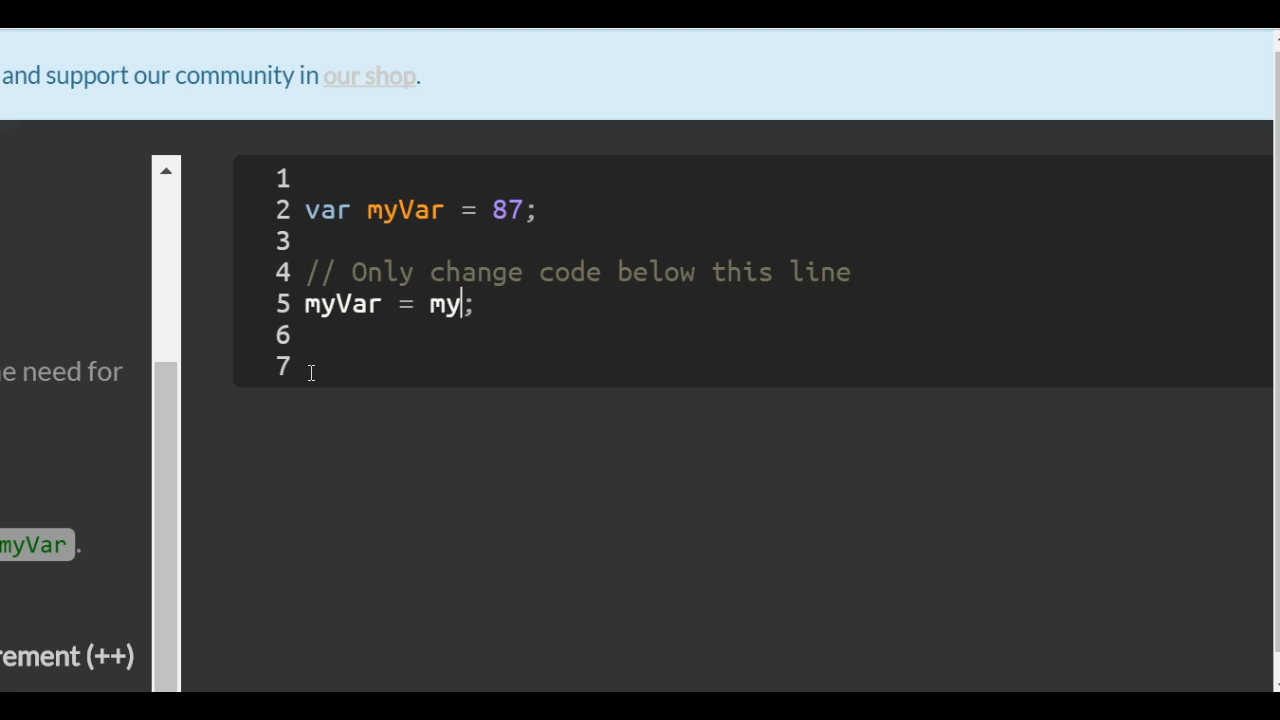 and support our community in our shop.
1
2 var myVar = 87;
3
4 // Only change code below this line
5 myVar = my;
6
7
e need for
myVar.
rement (++)